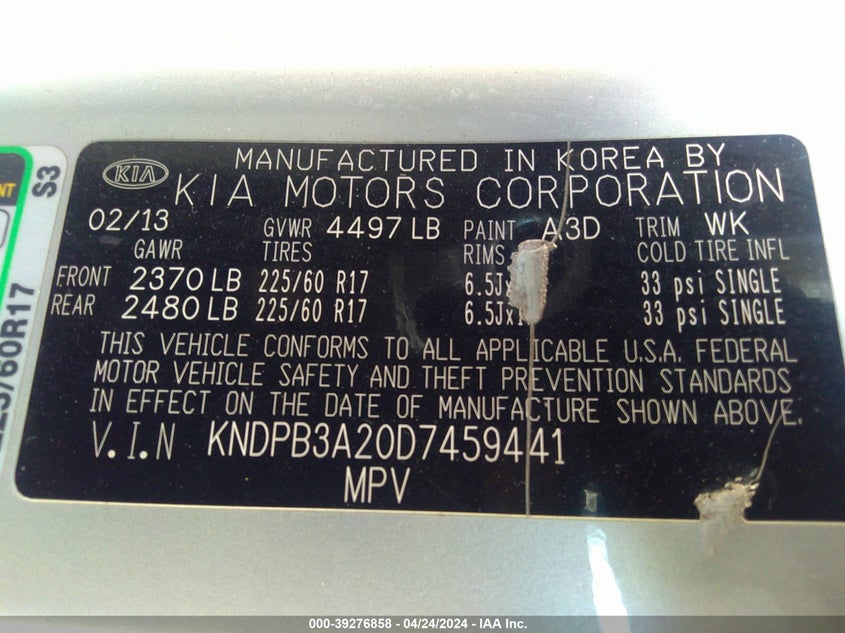 MANUFACTURED IN KOREA BY
KIA KIA MOTORS CORPORATION
02/13 GVWR 4497 LB PAINT A3D TRIM WK
GAWR TIRES RIMS COLD TIRE INFL
FRONT 2370 LB 225/60 R17 33 psi SINGLE
REAR 2480 LB 225/60 R17 33 psi SINGLE
THIS VEHICLE CONFORMS TO ALL APPLICABLE U.S.A. FEDERAL
MOTOR VEHICLE SAFETY AND THEFT PREVENTION STANDARDS
IN EFFECT ON THE DATE OF MANUFACTURE SHOWN ABOVE.
V.I.N KNDPB3A20D7459441
MPV
S3
000-39276858 - 04/24/2024 - IAA Inc.